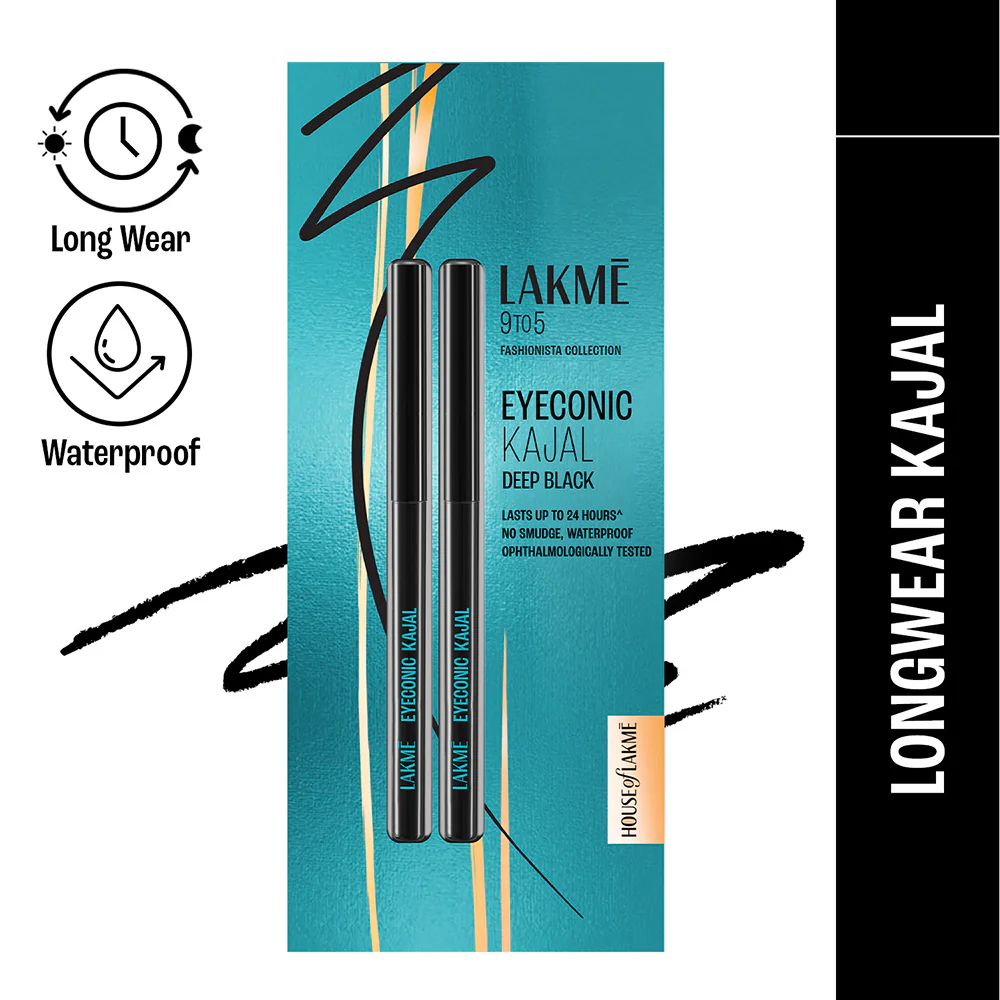 Long Wear
Waterproof
LAKMĒ
9TO5
FASHIONISTA COLLECTION
EYECONIC
KAJAL
DEEP BLACK
LASTS UP TO 24 HOURS^
NO SMUDGE, WATERPROOF
OPHTHALMOLOGICALLY TESTED
LAKMĒ EYECONIC KAJAL
LAKMĒ EYECONIC KAJAL
HOUSE of LAKMĒ
LONGWEAR KAJAL